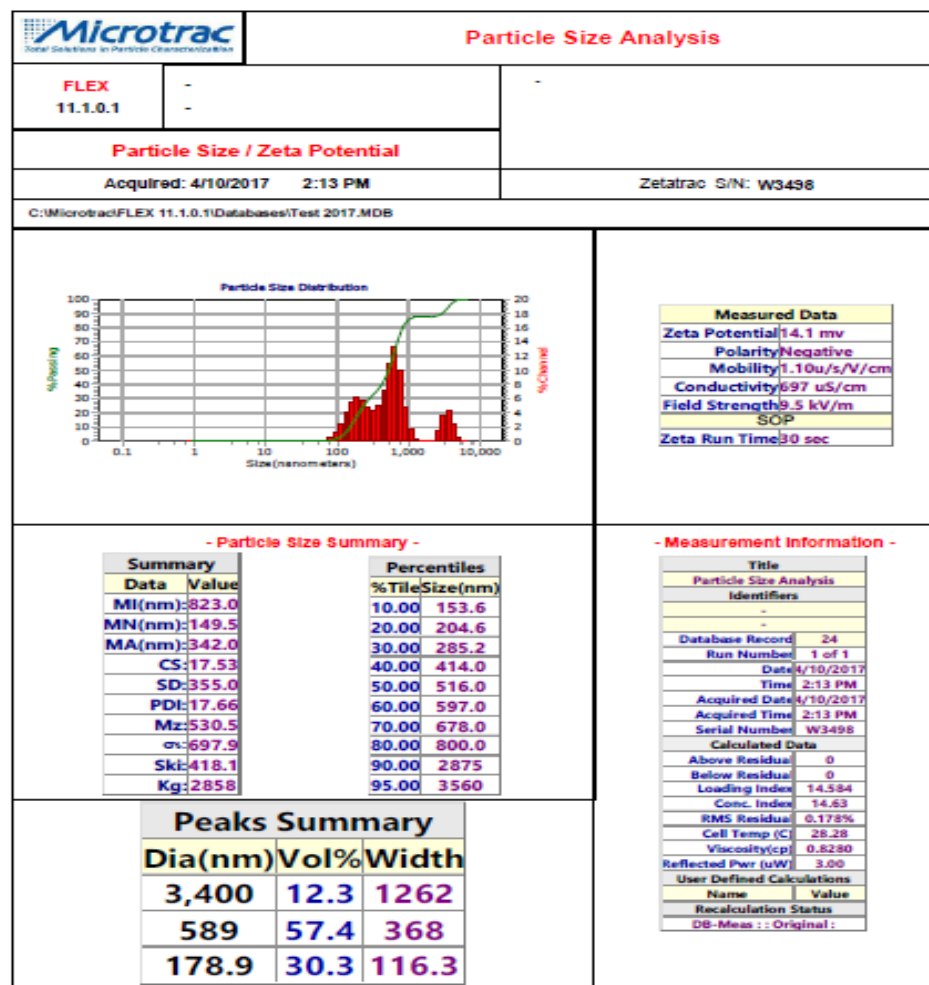 Microtrac
Total Solutions in Particle Characterization
Particle Size Analysis
FLEX
11.1.0.1
-
-
-
Particle Size / Zeta Potential
Acquired: 4/10/2017 2:13 PM
Zetatrac S/N: W3498
C:\Microtrac\FLEX 11.1.0.1\Databases\Test 2017.MDB
Particle Size Distribution
%Passing
100
90
80
70
60
50
40
30
20
10
0
20
18
16
14
12
10
8
6
4
2
0
%Channel
0.1 1 10 100 1,000 10,000
Size(nanometers)
Measured Data
Zeta Potential 14.1 mv
Polarity Negative
Mobility 1.10u/s/V/cm
Conductivity 697 uS/cm
Field Strength 9.5 kV/m
SOP
Zeta Run Time 30 sec
- Particle Size Summary -
Summary
Data Value
MI(nm): 823.0
MN(nm): 149.5
MA(nm): 342.0
CS: 17.53
SD: 355.0
PDI: 17.66
Mz: 530.5
σ: 697.9
Ski: 418.1
Kg: 2858
Percentiles
%Tile Size(nm)
10.00 153.6
20.00 204.6
30.00 285.2
40.00 414.0
50.00 516.0
60.00 597.0
70.00 678.0
80.00 800.0
90.00 2875
95.00 3560
Peaks Summary
Dia(nm) Vol% Width
3,400 12.3 1262
589 57.4 368
178.9 30.3 116.3
- Measurement Information -
Title
Particle Size Analysis
Identifiers
-
-
Database Record 24
Run Number 1 of 1
Date 4/10/2017
Time 2:13 PM
Acquired Date 4/10/2017
Acquired Time 2:13 PM
Serial Number W3498
Calculated Data
Above Residual 0
Below Residual 0
Loading Index 14.584
Conc. Index 14.63
RMS Residual 0.178%
Cell Temp (C) 28.28
Viscosity(cp) 0.8280
Reflected Pwr (uW) 3.00
User Defined Calculations
Name Value
Recalculation Status
DB-Meas : : Original :